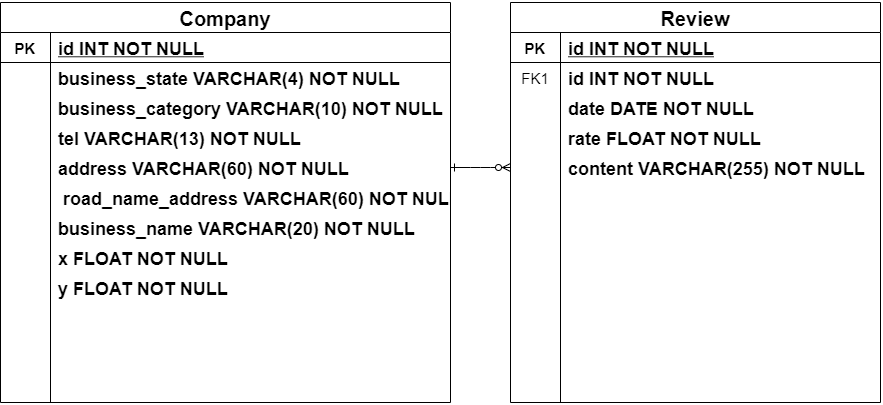 Company
PK id INT NOT NULL
business_state VARCHAR(4) NOT NULL
business_category VARCHAR(10) NOT NULL
tel VARCHAR(13) NOT NULL
address VARCHAR(60) NOT NULL
road_name_address VARCHAR(60) NOT NUL
business_name VARCHAR(20) NOT NULL
x FLOAT NOT NULL
y FLOAT NOT NULL
Review
PK id INT NOT NULL
FK1 id INT NOT NULL
date DATE NOT NULL
rate FLOAT NOT NULL
content VARCHAR(255) NOT NULL